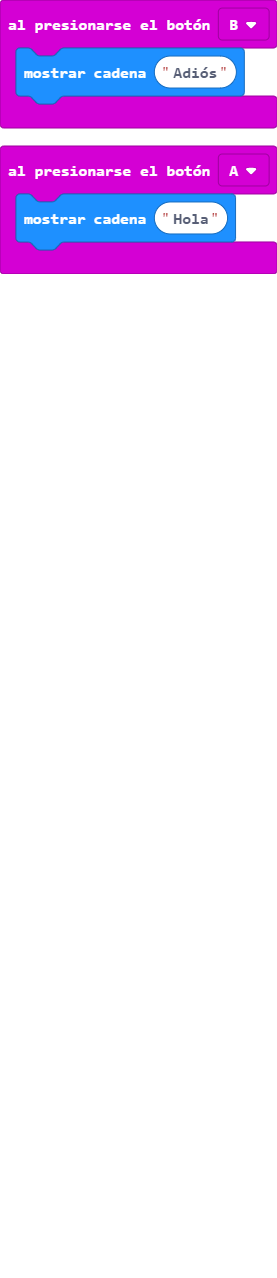 al presionarse el botón B
mostrar cadena "Adiós"
al presionarse el botón A
mostrar cadena "Hola"